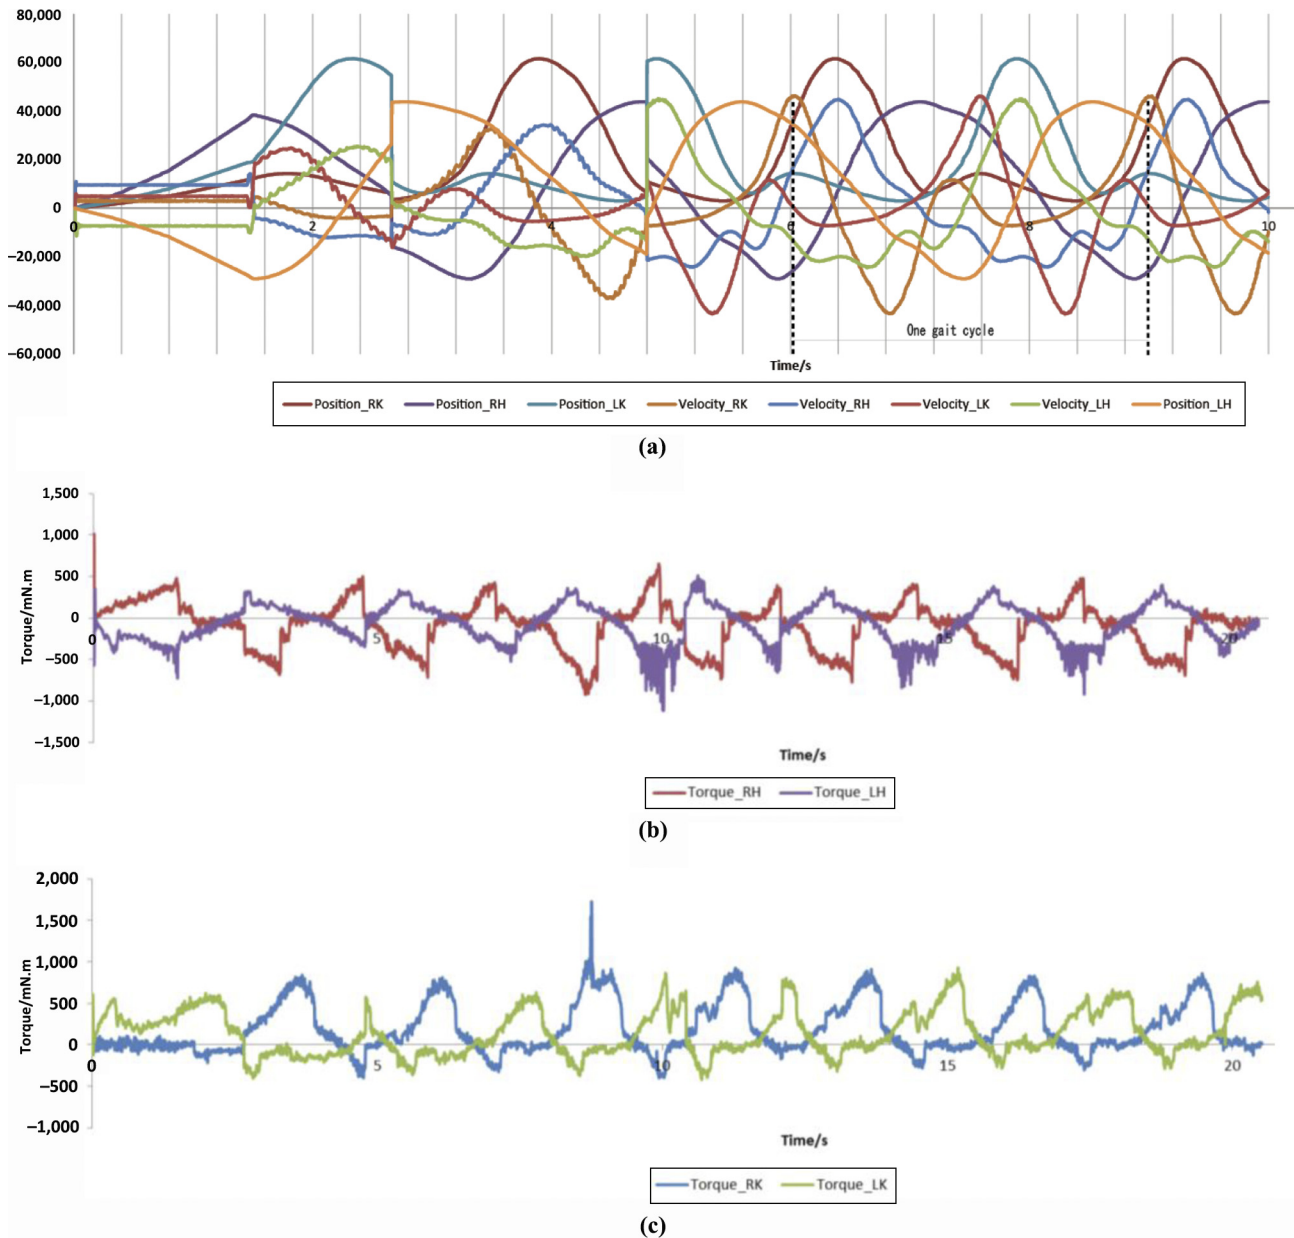 80,000
60,000
40,000
20,000
0
−20,000
−40,000
−60,000
0 2 4 6 8 10
One gait cycle
Time/s
Position_RK Position_RH Position_LK Velocity_RK Velocity_RH Velocity_LK Velocity_LH Position_LH
(a)
1,500
1,000
500
0
−500
−1,000
−1,500
Torque/mN.m
0 5 10 15 20
Time/s
Torque_RH Torque_LH
(b)
2,000
1,500
1,000
500
0
−500
−1,000
Torque/mN.m
0 5 10 15 20
Time/s
Torque_RK Torque_LK
(c)